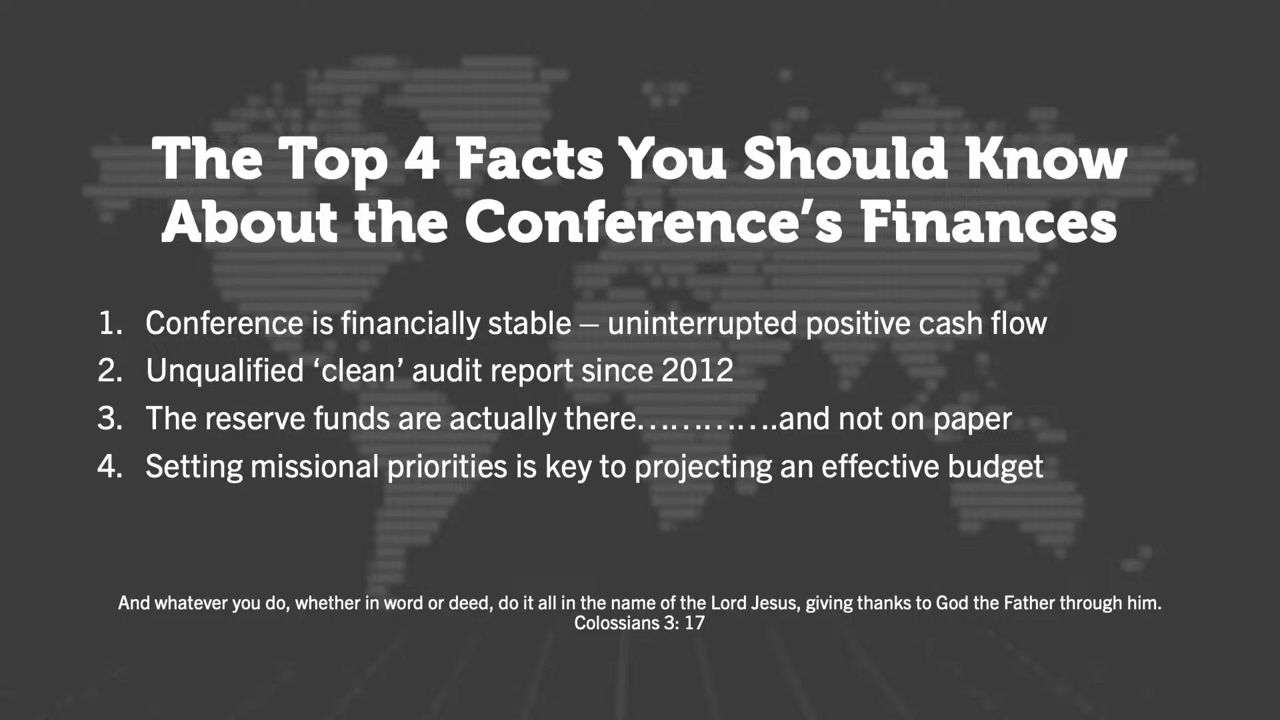 The Top 4 Facts You Should Know
About the Conference’s Finances
1. Conference is financially stable – uninterrupted positive cash flow
2. Unqualified ‘clean’ audit report since 2012
3. The reserve funds are actually there…………..and not on paper
4. Setting missional priorities is key to projecting an effective budget
And whatever you do, whether in word or deed, do it all in the name of the Lord Jesus, giving thanks to God the Father through him.
Colossians 3: 17